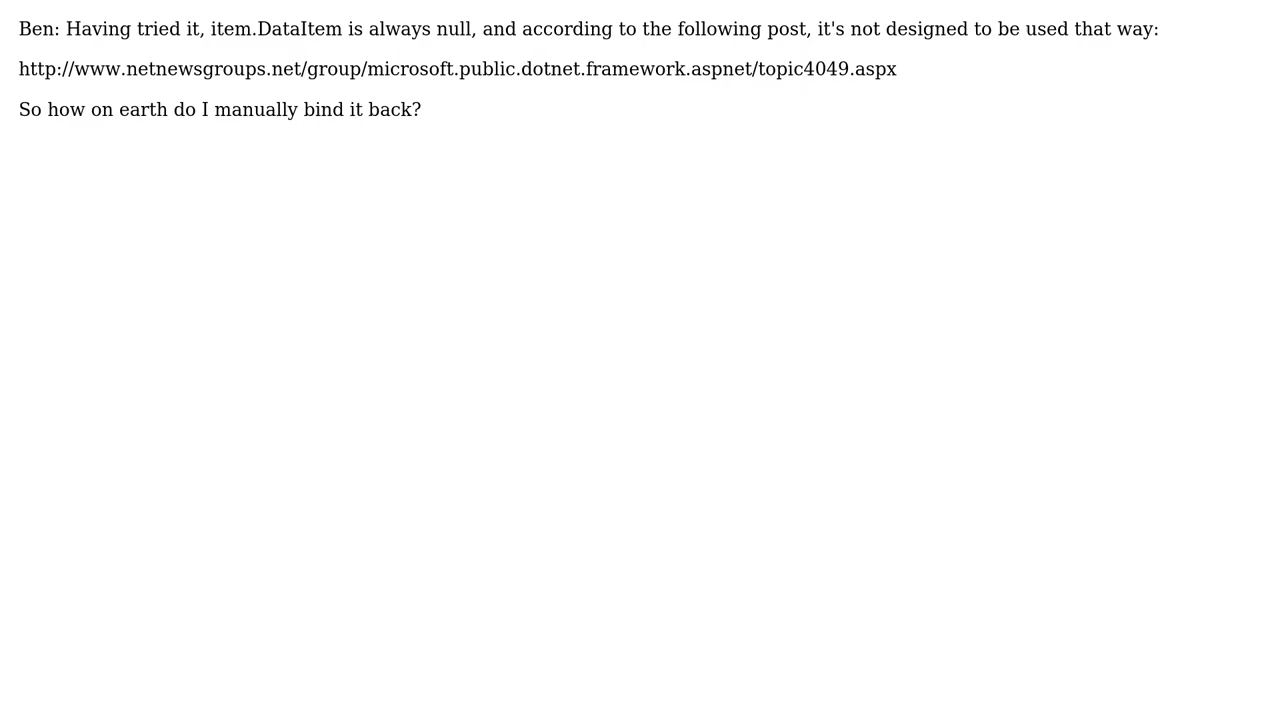 Ben: Having tried it, item.DataItem is always null, and according to the following post, it's not designed to be used that way:
http://www.netnewsgroups.net/group/microsoft.public.dotnet.framework.aspnet/topic4049.aspx
So how on earth do I manually bind it back?